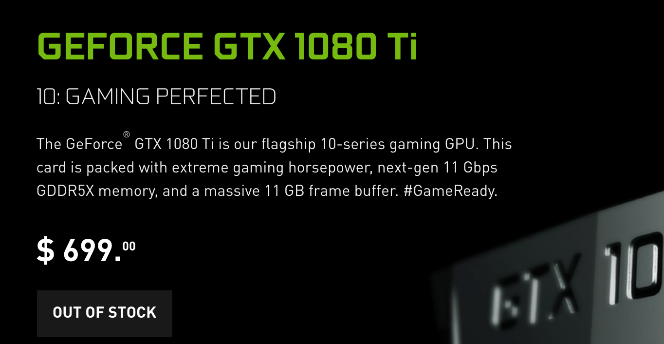 GEFORCE GTX 1080 Ti
10: GAMING PERFECTED
The GeForce® GTX 1080 Ti is our flagship 10-series gaming GPU. This
card is packed with extreme gaming horsepower, next-gen 11 Gbps
GDDR5X memory, and a massive 11 GB frame buffer. #GameReady.
$ 699.00
OUT OF STOCK
GTX 10